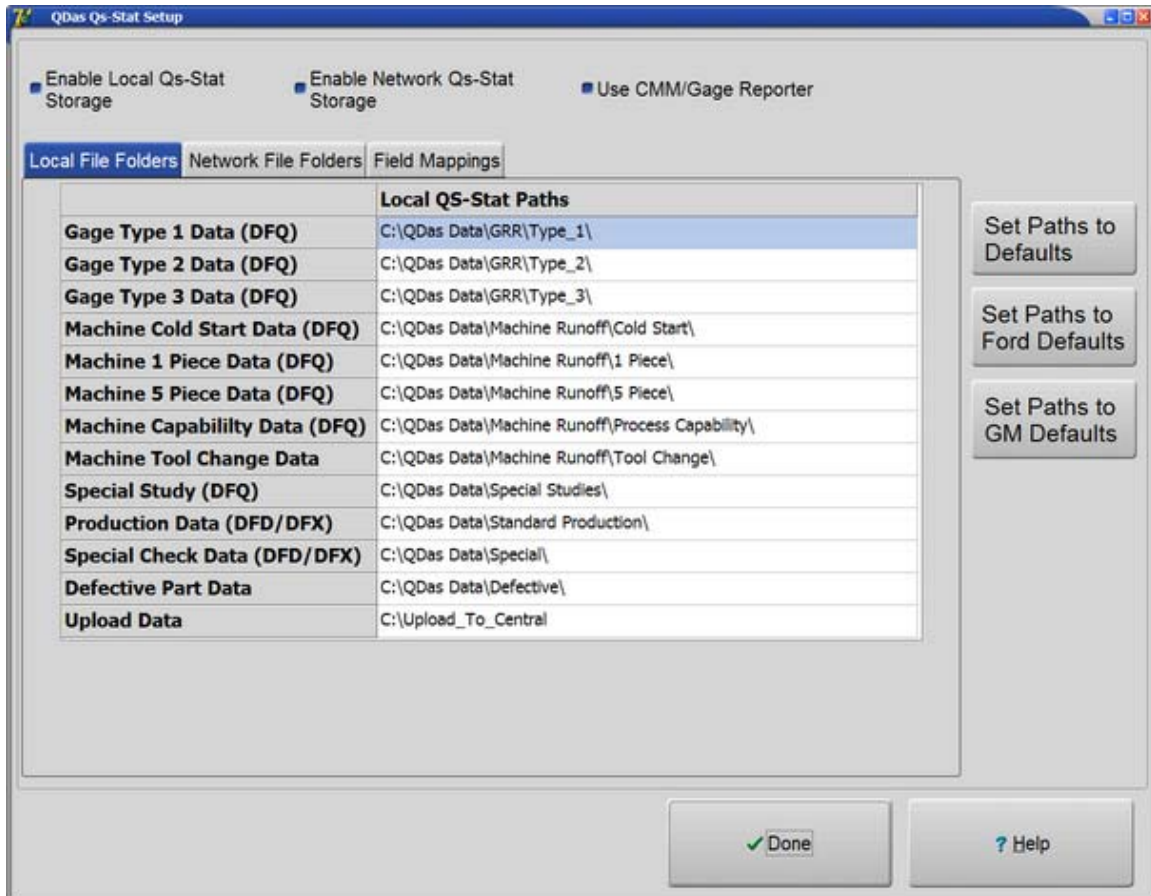 QDas Qs-Stat Setup
Enable Local Qs-Stat
Storage
Enable Network Qs-Stat
Storage
Use CMM/Gage Reporter
Local File Folders Network File Folders Field Mappings
Local QS-Stat Paths
Gage Type 1 Data (DFQ) C:\QDas Data\GRR\Type_1\
Gage Type 2 Data (DFQ) C:\QDas Data\GRR\Type_2\
Gage Type 3 Data (DFQ) C:\QDas Data\GRR\Type_3\
Machine Cold Start Data (DFQ) C:\QDas Data\Machine Runoff\Cold Start\
Machine 1 Piece Data (DFQ) C:\QDas Data\Machine Runoff\1 Piece\
Machine 5 Piece Data (DFQ) C:\QDas Data\Machine Runoff\5 Piece\
Machine Capabililty Data (DFQ) C:\QDas Data\Machine Runoff\Process Capability\
Machine Tool Change Data C:\QDas Data\Machine Runoff\Tool Change\
Special Study (DFQ) C:\QDas Data\Special Studies\
Production Data (DFD/DFX) C:\QDas Data\Standard Production\
Special Check Data (DFD/DFX) C:\QDas Data\Special\
Defective Part Data C:\QDas Data\Defective\
Upload Data C:\Upload_To_Central
Set Paths to
Defaults
Set Paths to
Ford Defaults
Set Paths to
GM Defaults
Done
? Help